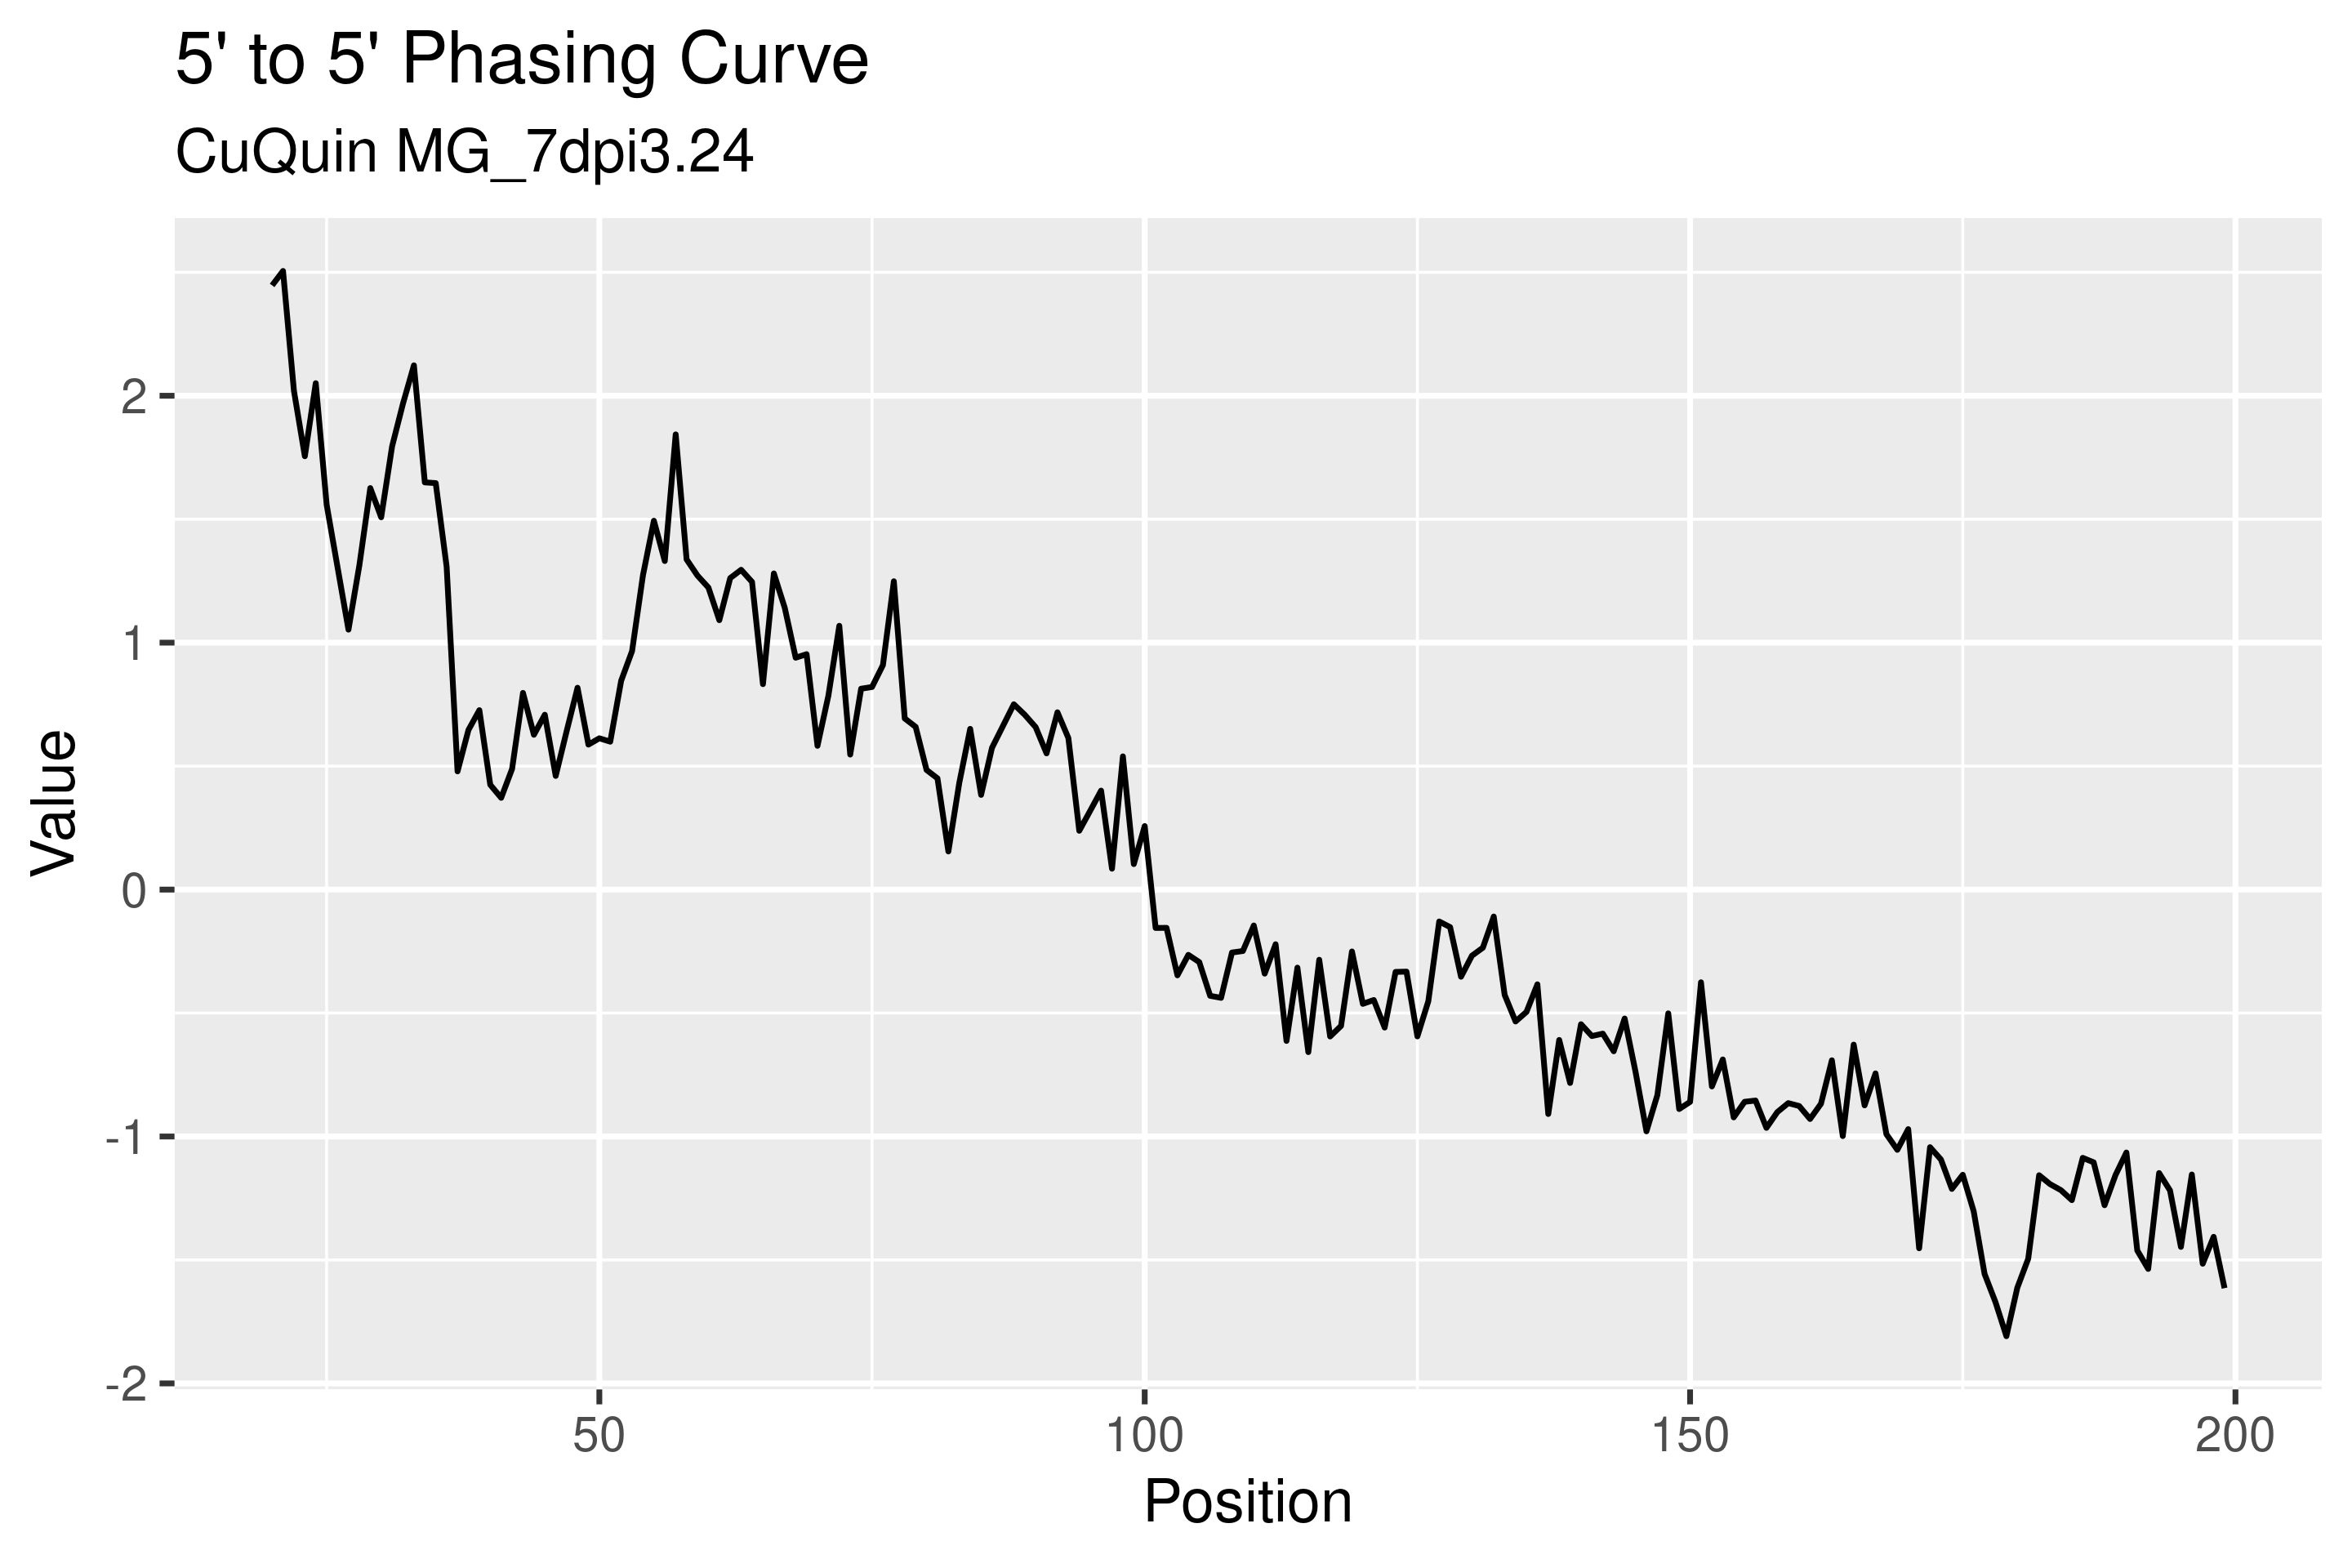 5' to 5' Phasing Curve
CuQuin MG_7dpi3.24
Value
2
1
0
-1
-2
50 100 150 200
Position